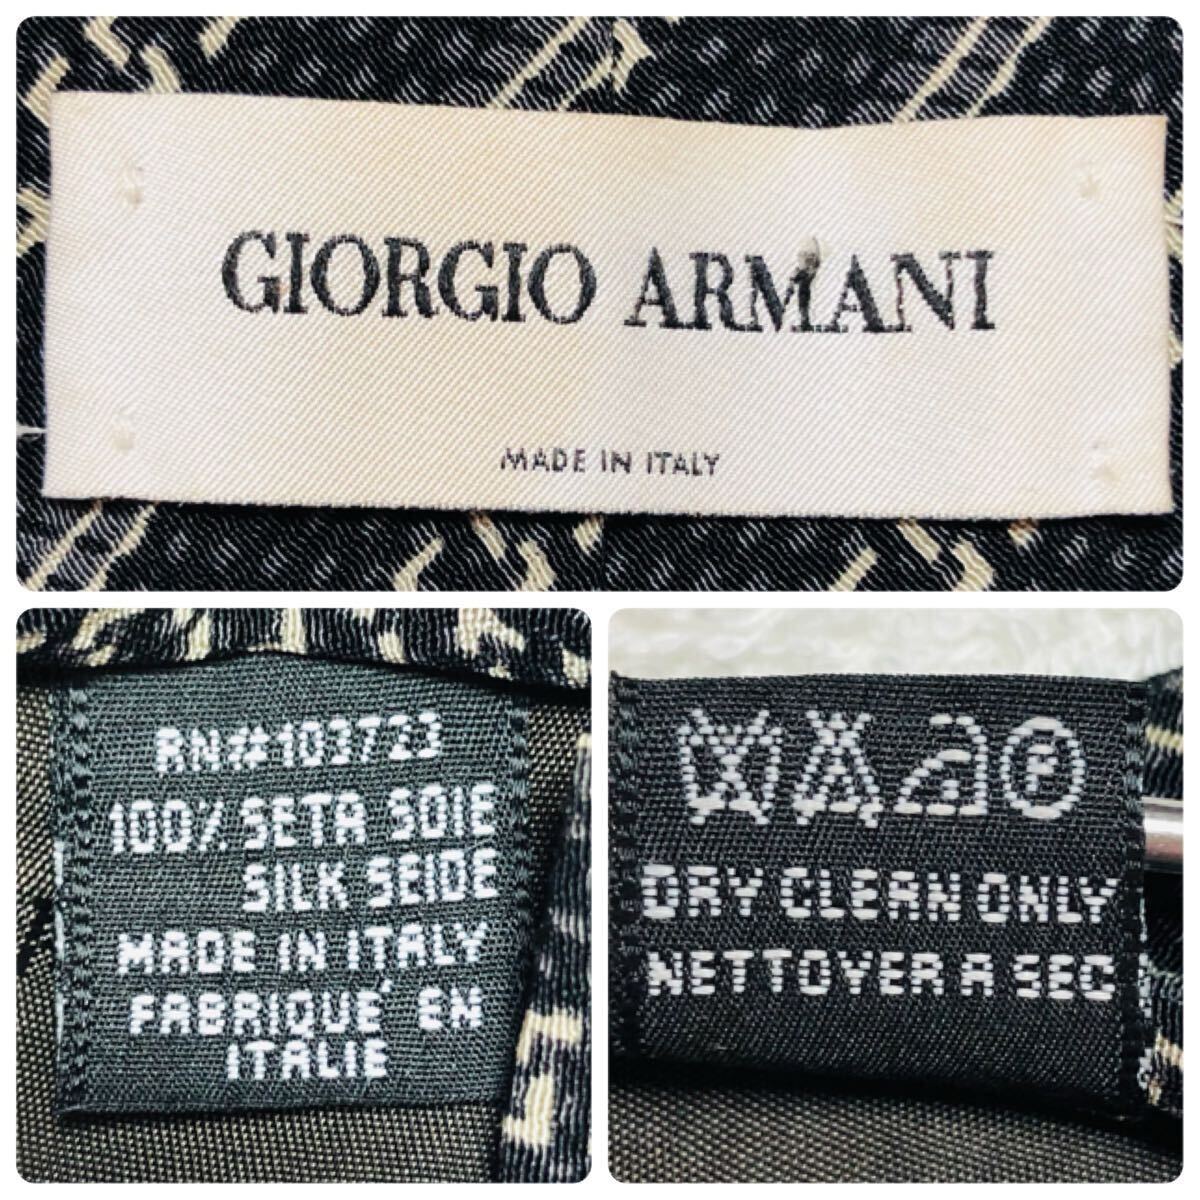 GIORGIO ARMANI
MADE IN ITALY
RN#103723
100% SETA SOIE
SILK SEIDE
MADE IN ITALY
FABRIQUE' EN
ITALIE
P
DRY CLEAN ONLY
NETTOYER A SEC